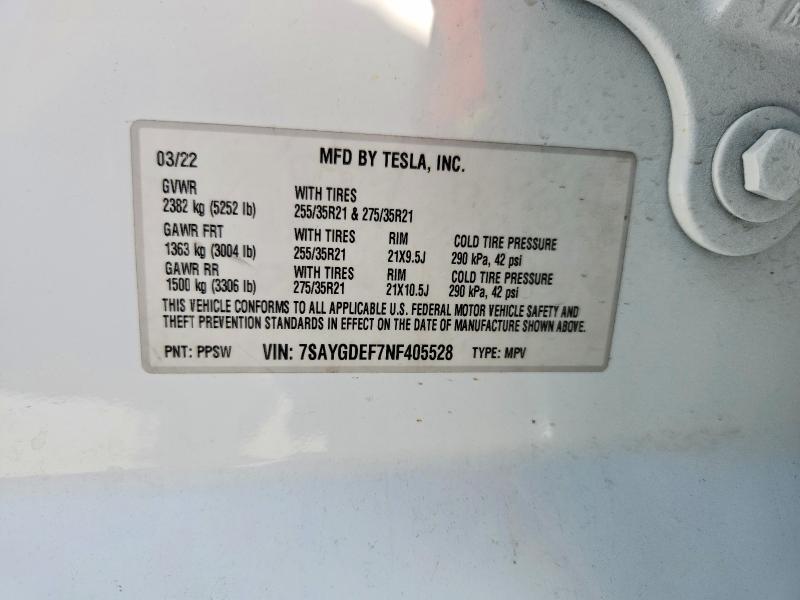 03/22 MFD BY TESLA, INC.
GVWR WITH TIRES
2382 kg (5252 lb) 255/35R21 & 275/35R21
GAWR FRT WITH TIRES RIM COLD TIRE PRESSURE
1363 kg (3004 lb) 255/35R21 21X9.5J 290 kPa, 42 psi
GAWR RR WITH TIRES RIM COLD TIRE PRESSURE
1500 kg (3306 lb) 275/35R21 21X10.5J 290 kPa, 42 psi
THIS VEHICLE CONFORMS TO ALL APPLICABLE U.S. FEDERAL MOTOR VEHICLE SAFETY AND
THEFT PREVENTION STANDARDS IN EFFECT ON THE DATE OF MANUFACTURE SHOWN ABOVE.
PNT: PPSW VIN: 7SAYGDEF7NF405528 TYPE: MPV